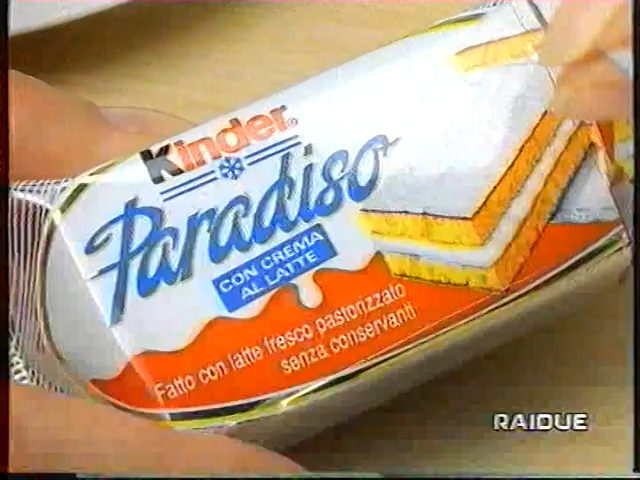 Kinder®
Paradiso
CON CREMA
AL LATTE
Fatto con latte fresco pastorizzato
senza conservanti
RAIDUE